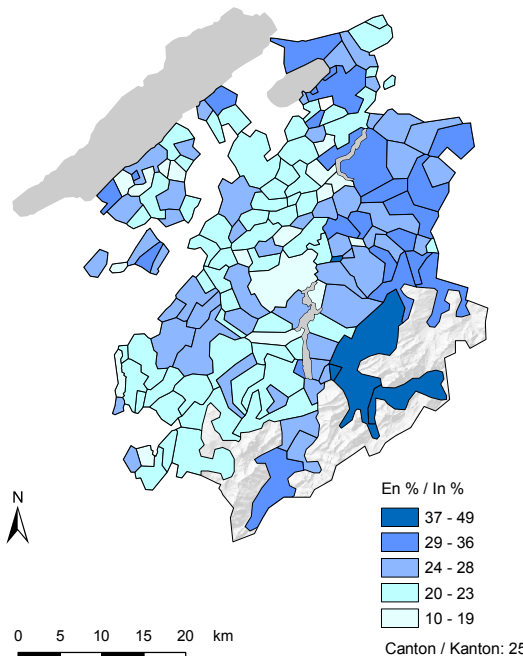 En % / In %
37 - 49
29 - 36
24 - 28
20 - 23
10 - 19
N
0 5 10 15 20 km
Canton / Kanton: 25